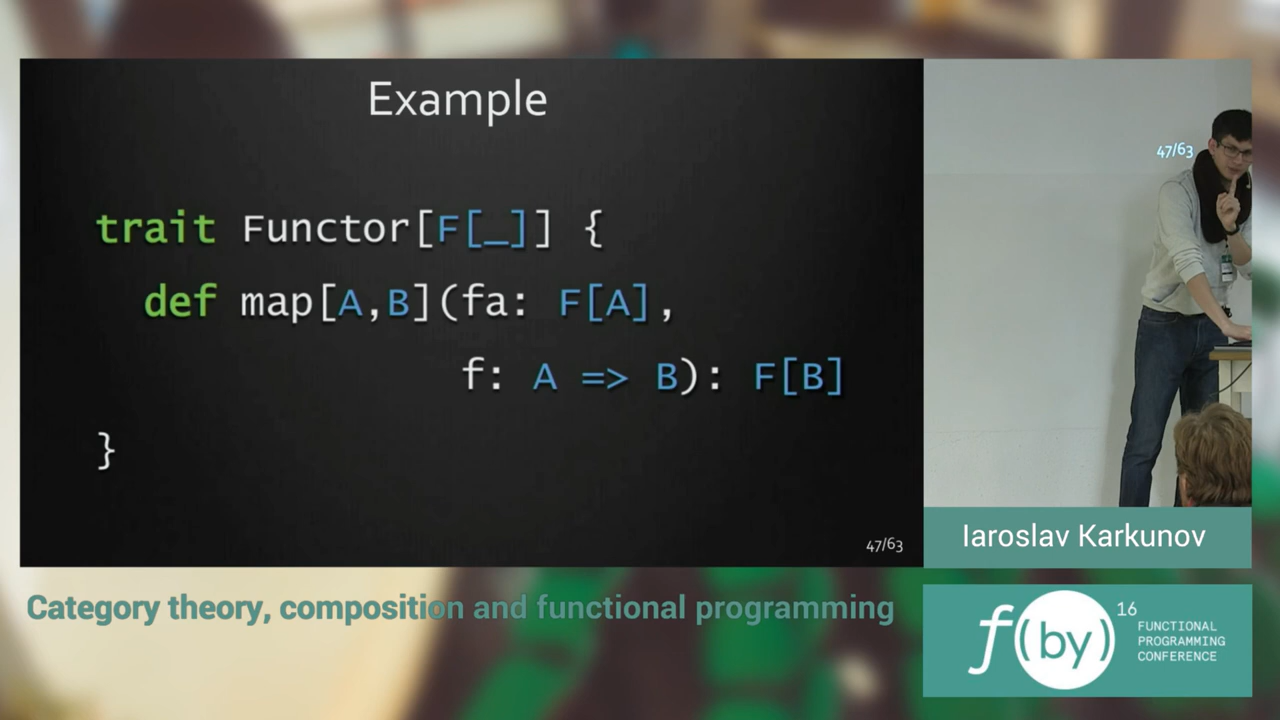 Example
trait Functor[F[_]] {
def map[A,B](fa: F[A],
f: A => B): F[B]
}
47/63
47/63
Iaroslav Karkunov
Category theory, composition and functional programming
f(by) 16
FUNCTIONAL
PROGRAMMING
CONFERENCE